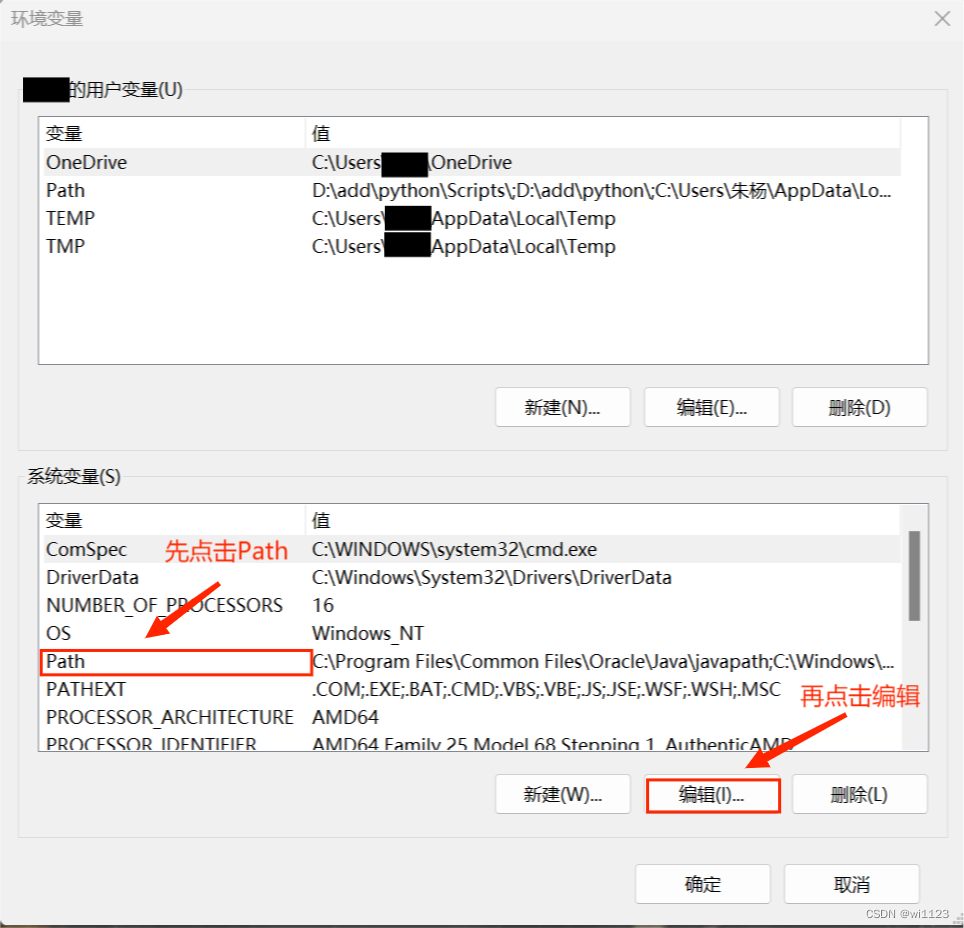 环境变量
的用户变量(U)
变量 值
OneDrive C:\Users \OneDrive
Path D:\add\python\Scripts\;D:\add\python\;C:\Users\朱杨\AppData\Lo...
TEMP C:\Users\ AppData\Local\Temp
TMP C:\Users\ AppData\Local\Temp
新建(N)... 编辑(E)... 删除(D)
系统变量(S)
变量 值
ComSpec C:\WINDOWS\system32\cmd.exe
先点击Path
DriverData C:\Windows\System32\Drivers\DriverData
NUMBER_OF_PROCESSORS 16
OS Windows_NT
Path C:\Program Files\Common Files\Oracle\Java\javapath;C:\Windows\...
PATHEXT .COM;.EXE;.BAT;.CMD;.VBS;.VBE;.JS;.JSE;.WSF;.WSH;.MSC
再点击编辑
PROCESSOR_ARCHITECTURE AMD64
PROCESSOR_IDENTIFIER AMD64 Family 25 Model 68 Stepping 1, AuthenticAMD
新建(W)... 编辑(I)... 删除(L)
确定 取消
CSDN @wi1123